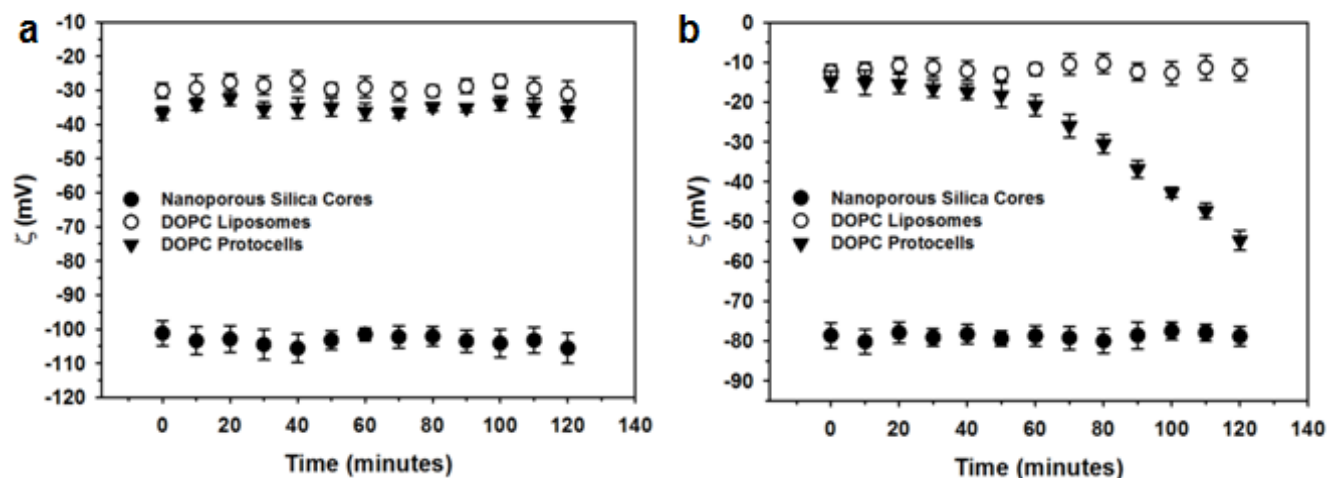 a
-10
-20
-30
-40
-50
-60
-70
-80
-90
-100
-110
-120
ζ (mV)
Nanoporous Silica Cores
DOPC Liposomes
DOPC Protocells
0 20 40 60 80 100 120 140
Time (minutes)
b
0
-10
-20
-30
-40
-50
-60
-70
-80
-90
ζ (mV)
Nanoporous Silica Cores
DOPC Liposomes
DOPC Protocells
0 20 40 60 80 100 120 140
Time (minutes)